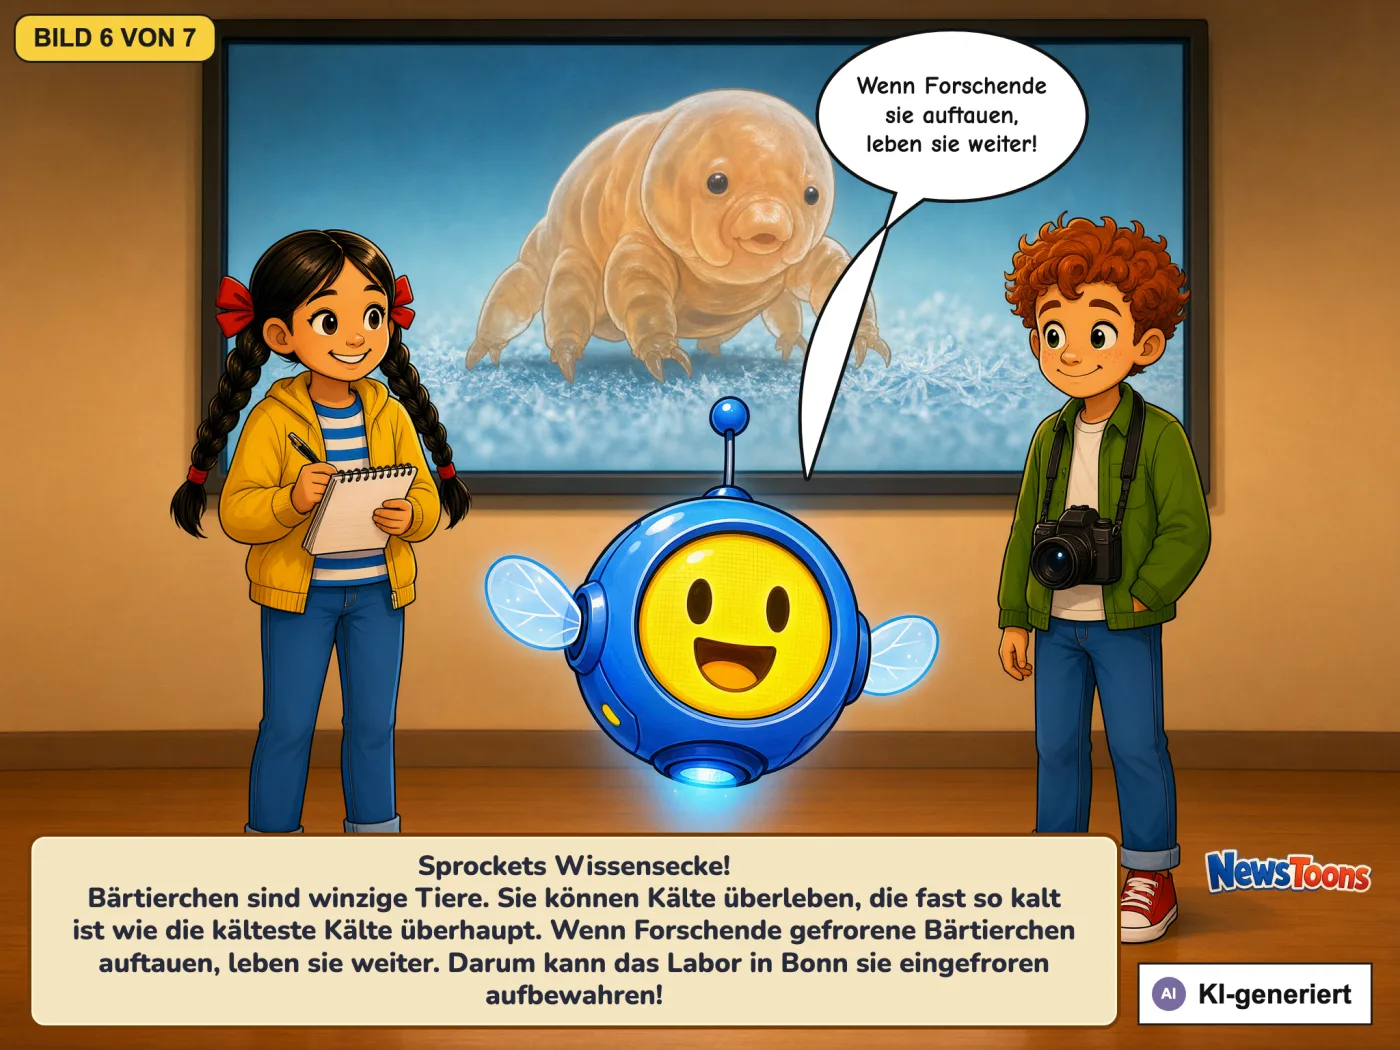 BILD 6 VON 7
Wenn Forschende
sie auftauen,
leben sie weiter!
Sprockets Wissensecke!
Bärtierchen sind winzige Tiere. Sie können Kälte überleben, die fast so kalt
ist wie die kälteste Kälte überhaupt. Wenn Forschende gefrorene Bärtierchen
auftauen, leben sie weiter. Darum kann das Labor in Bonn sie eingefroren
aufbewahren!
NewsToons
AI KI-generiert